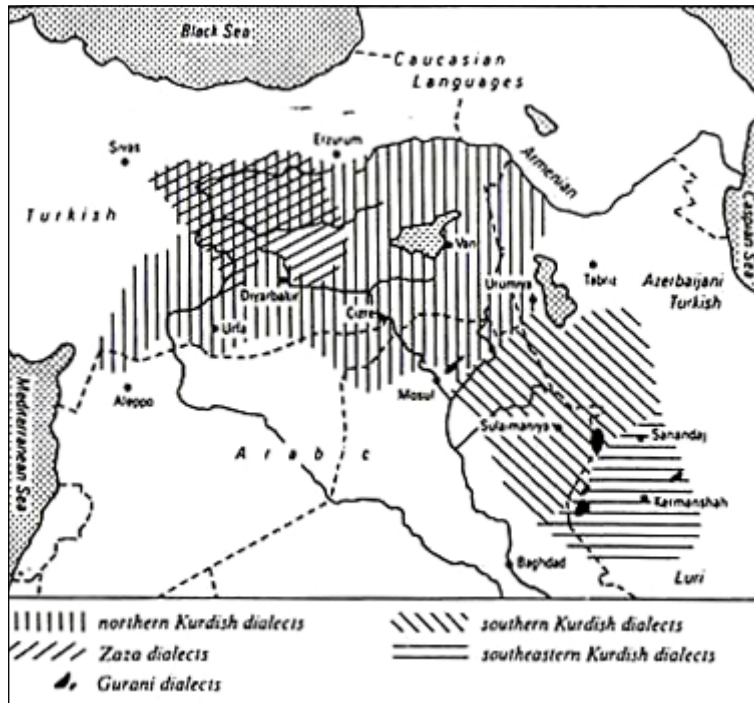 Black Sea
Caucasian
Languages
Sivas
Erzurum
Armenian
Caspian Sea
Turkish
Van
Diyarbakir
Urumiya
Tabriz
Azerbaijani
Turkish
Cizre
Urfa
Mediterranean Sea
Aleppo
Mosul
Arabic
Sulaimaniya
Sanandaj
Kermanshah
Baghdad
Luri
northern Kurdish dialects
southern Kurdish dialects
Zaza dialects
southeastern Kurdish dialects
Gurani dialects